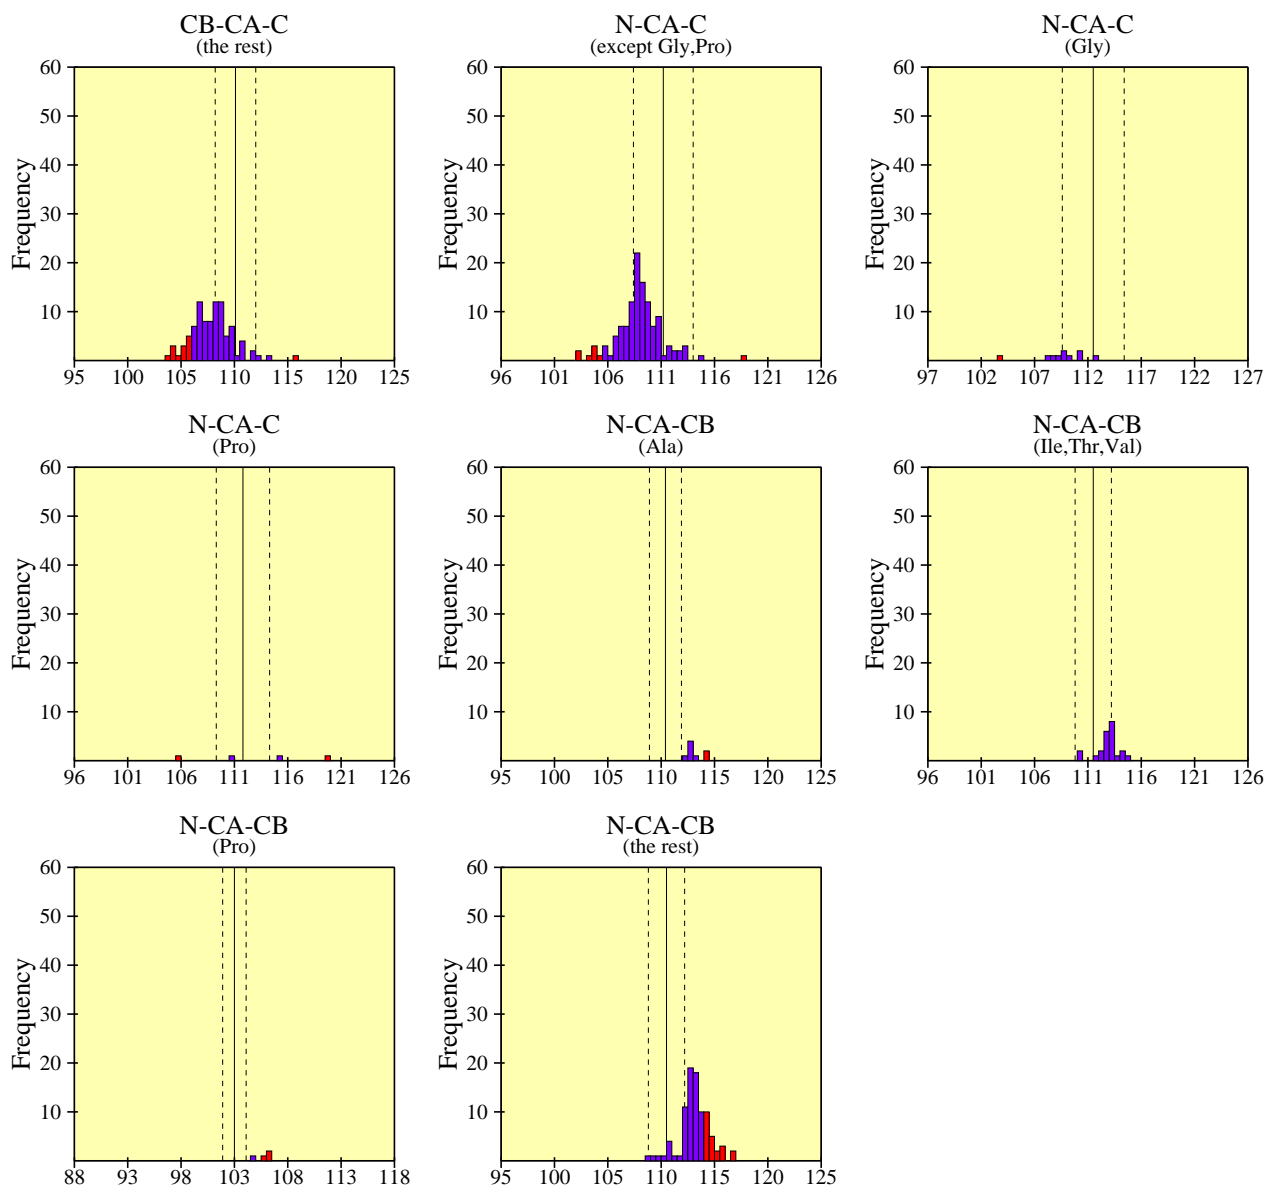 CB-CA-C
(the rest)
Frequency
60
50
40
30
20
10
95 100 105 110 115 120 125
N-CA-C
(except Gly,Pro)
Frequency
60
50
40
30
20
10
96 101 106 111 116 121 126
N-CA-C
(Gly)
Frequency
60
50
40
30
20
10
97 102 107 112 117 122 127
N-CA-C
(Pro)
Frequency
60
50
40
30
20
10
96 101 106 111 116 121 126
N-CA-CB
(Ala)
Frequency
60
50
40
30
20
10
95 100 105 110 115 120 125
N-CA-CB
(Ile,Thr,Val)
Frequency
60
50
40
30
20
10
96 101 106 111 116 121 126
N-CA-CB
(Pro)
Frequency
60
50
40
30
20
10
88 93 98 103 108 113 118
N-CA-CB
(the rest)
Frequency
60
50
40
30
20
10
95 100 105 110 115 120 125